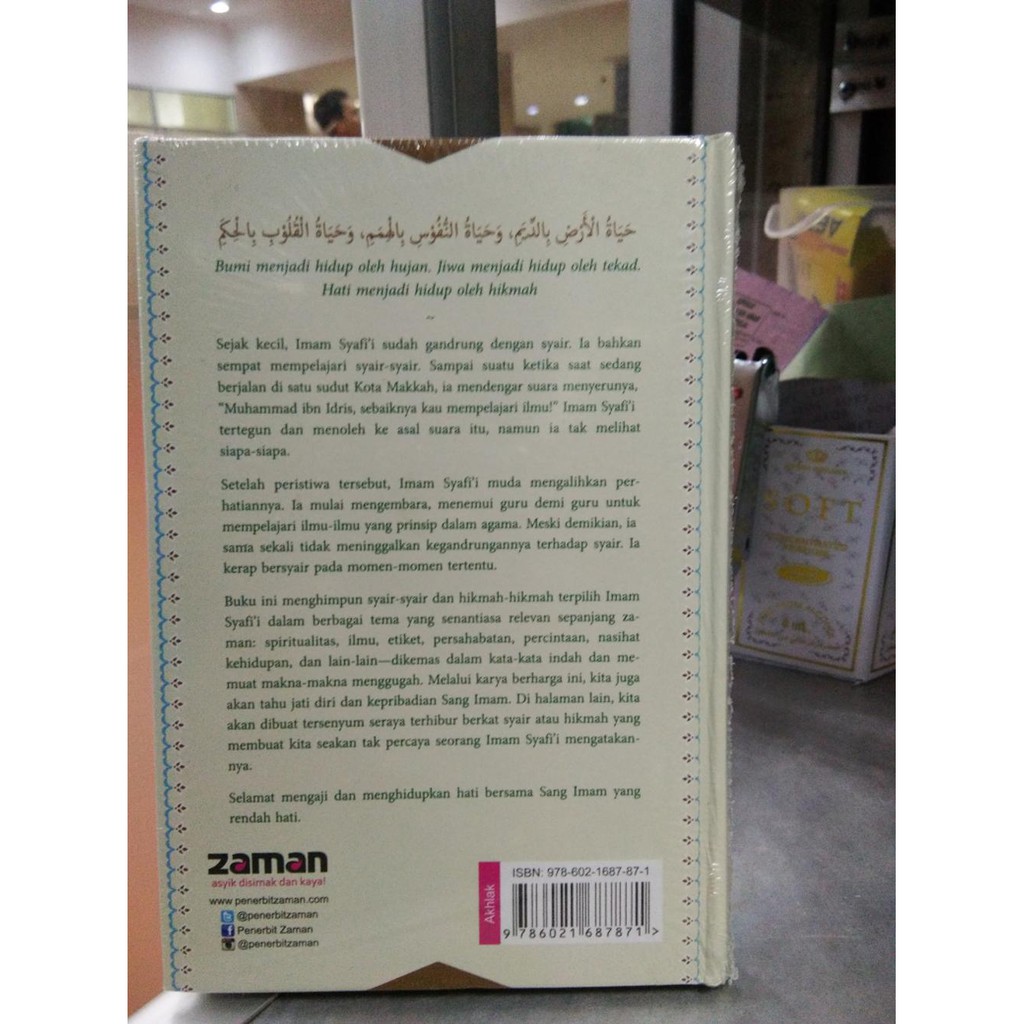 حَيَاةُ الْأَرْضِ بِالدِّيَمِ، وَحَيَاةُ النُّفُوْسِ بِالْهِمَمِ، وَحَيَاةُ الْقُلُوْبِ بِالْحِكَمِ
Bumi menjadi hidup oleh hujan. Jiwa menjadi hidup oleh tekad.
Hati menjadi hidup oleh hikmah
~
Sejak kecil, Imam Syafi'i sudah gandrung dengan syair. Ia bahkan
sempat mempelajari syair-syair. Sampai suatu ketika saat sedang
berjalan di satu sudut Kota Makkah, ia mendengar suara menyerunya,
"Muhammad ibn Idris, sebaiknya kau mempelajari ilmu!" Imam Syafi'i
tertegun dan menoleh ke asal suara itu, namun ia tak melihat
siapa-siapa.
Setelah peristiwa tersebut, Imam Syafi'i muda mengalihkan per-
hatiannya. Ia mulai mengembara, menemui guru demi guru untuk
mempelajari ilmu-ilmu yang prinsip dalam agama. Meski demikian, ia
sama sekali tidak meninggalkan kegandrungannya terhadap syair. Ia
kerap bersyair pada momen-momen tertentu.
Buku ini menghimpun syair-syair dan hikmah-hikmah terpilih Imam
Syafi'i dalam berbagai tema yang senantiasa relevan sepanjang za-
man: spiritualitas, ilmu, etiket, persahabatan, percintaan, nasihat
kehidupan, dan lain-lain—dikemas dalam kata-kata indah dan me-
muat makna-makna menggugah. Melalui karya berharga ini, kita juga
akan tahu jati diri dan kepribadian Sang Imam. Di halaman lain, kita
akan dibuat tersenyum seraya terhibur berkat syair atau hikmah yang
membuat kita seakan tak percaya seorang Imam Syafi'i mengatakan-
nya.
Selamat mengaji dan menghidupkan hati bersama Sang Imam yang
rendah hati.
zaman
asyik disimak dan kaya!
www.penerbitzaman.com
@penerbitzaman
Penerbit Zaman
@penerbitzaman
Akhlak
ISBN: 978-602-1687-87-1
9 786021 687871 >
SOFT